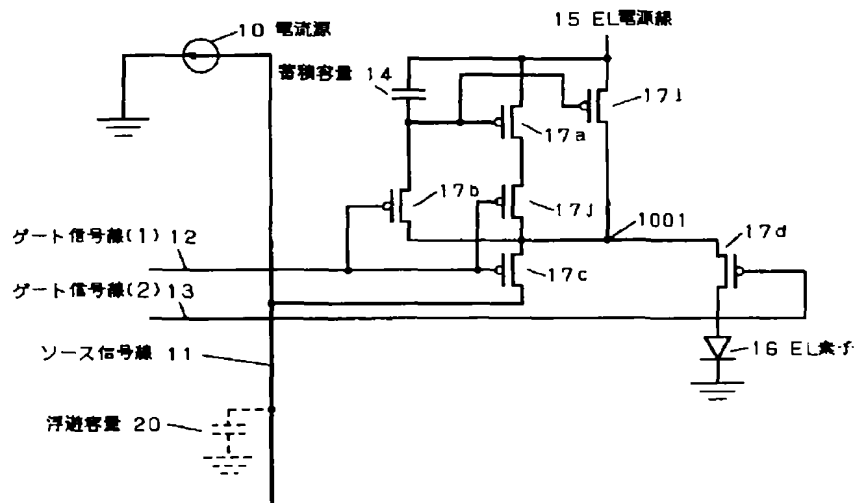 10 電流源
15 EL電源線
蓄積容量 14
17i
17a
17b
17j
1001
17d
ゲート信号線(1) 12
17c
ゲート信号線(2) 13
ソース信号線 11
16 EL素子
浮遊容量 20